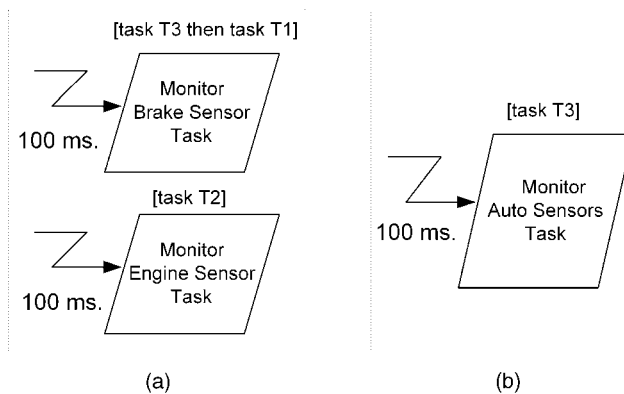 [task T3 then task T1]
Monitor
Brake Sensor
Task
100 ms.
[task T2]
Monitor
Engine Sensor
Task
100 ms.
(a)
[task T3]
Monitor
Auto Sensors
Task
100 ms.
(b)